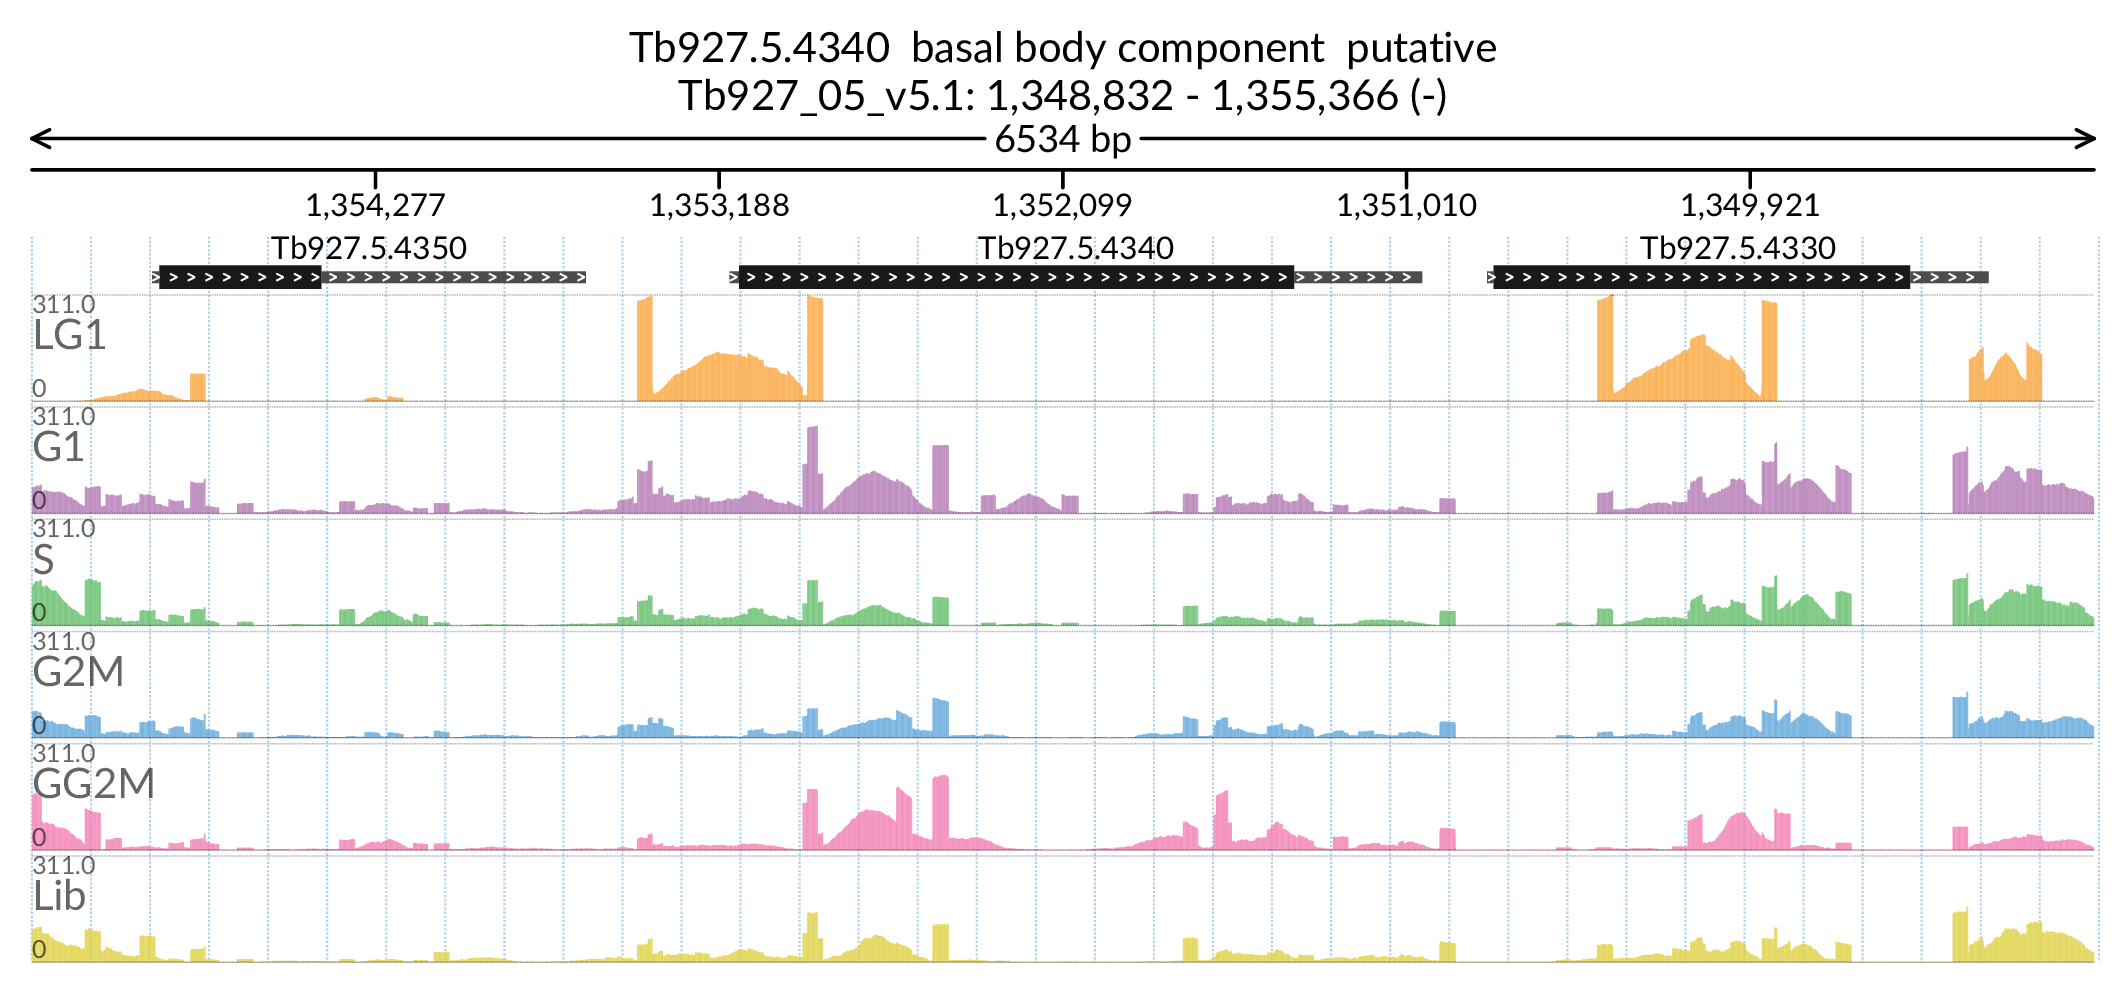 Tb927.5.4340 basal body component putative
Tb927_05_v5.1: 1,348,832 - 1,355,366 (-)
6534 bp
1,354,277 1,353,188 1,352,099 1,351,010 1,349,921
Tb927.5.4350 Tb927.5.4340 Tb927.5.4330
311.0
LG1
0
311.0
G1
0
311.0
S
0
311.0
G2M
0
311.0
GG2M
0
311.0
Lib
0